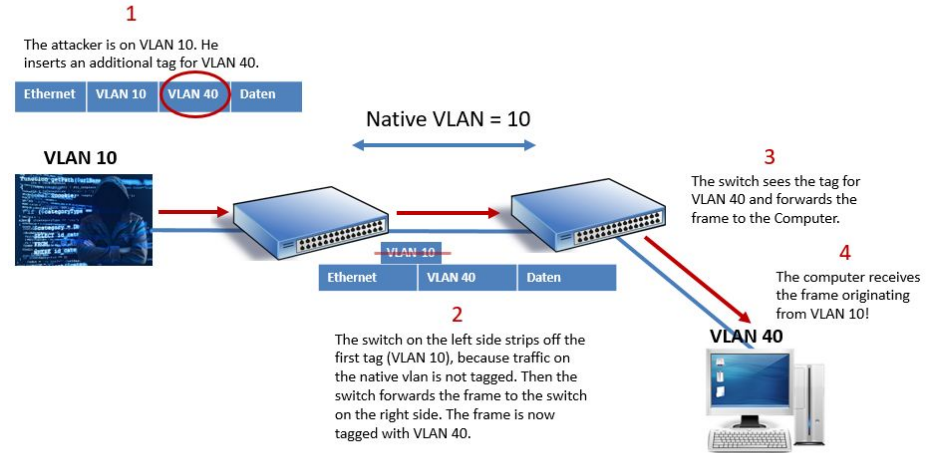 1
The attacker is on VLAN 10. He
inserts an additional tag for VLAN 40.
Ethernet VLAN 10 VLAN 40 Daten
Native VLAN = 10
VLAN 10
3
The switch sees the tag for
VLAN 40 and forwards the
frame to the Computer.
VLAN 10
Ethernet VLAN 40 Daten
4
The computer receives
the frame originating
from VLAN 10!
2
The switch on the left side strips off the
first tag (VLAN 10), because traffic on
the native vlan is not tagged. Then the
switch forwards the frame to the switch
on the right side. The frame is now
tagged with VLAN 40.
VLAN 40